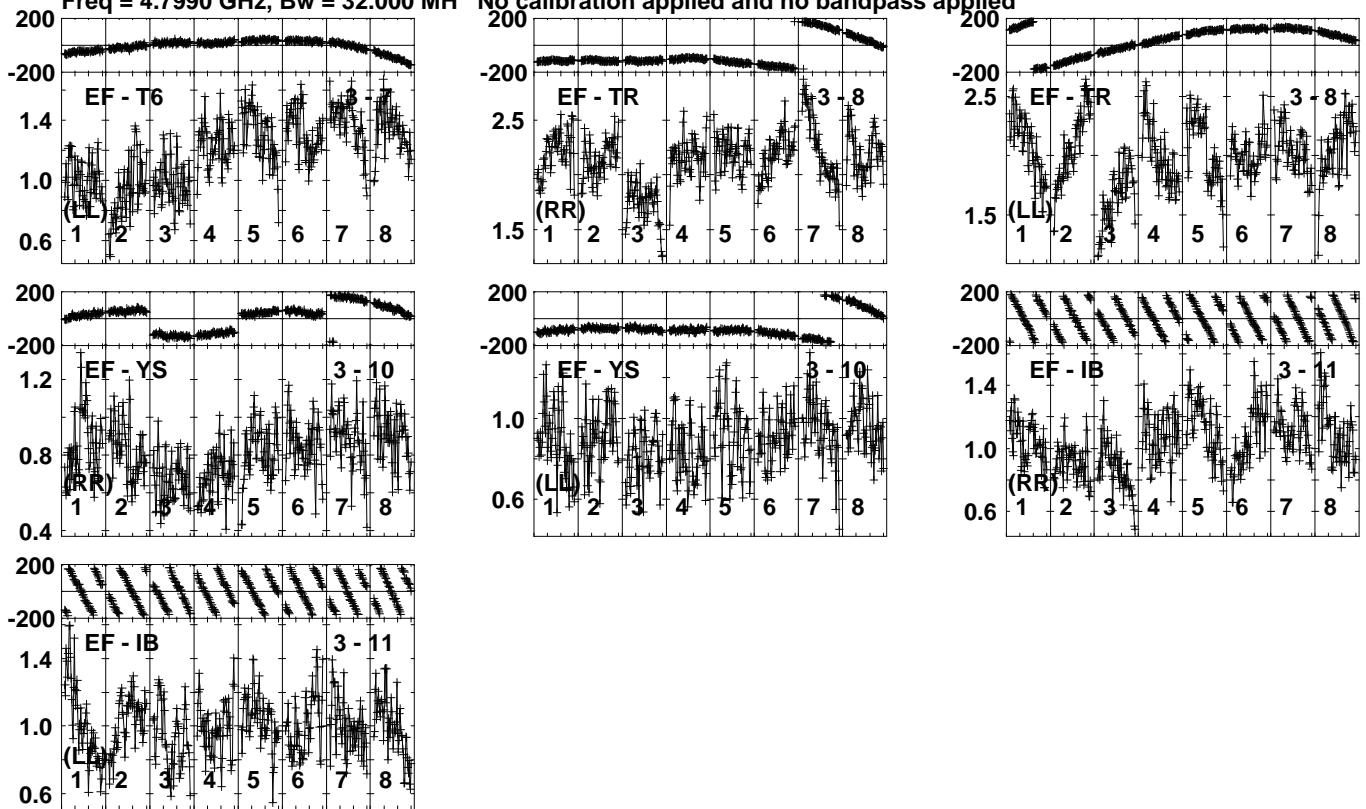 Freq = 4.7990 GHz, Bw = 32.000 MH No calibration applied and no bandpass applied
200
-200
EF - T6 3 - 7
1.4
1.0
0.6
(LL)
1 2 3 4 5 6 7 8
200
-200
EF - TR 3 - 8
2.5
1.5
(RR)
1 2 3 4 5 6 7 8
200
-200
EF - TR 3 - 8
2.5
1.5
(LL)
1 2 3 4 5 6 7 8
200
-200
EF - YS 3 - 10
1.2
0.8
0.4
(RR)
1 2 3 4 5 6 7 8
200
-200
EF - YS 3 - 10
1.0
0.6
(LL)
1 2 3 4 5 6 7 8
200
-200
EF - IB 3 - 11
1.4
1.0
0.6
(RR)
1 2 3 4 5 6 7 8
200
-200
EF - IB 3 - 11
1.4
1.0
0.6
(LL)
1 2 3 4 5 6 7 8